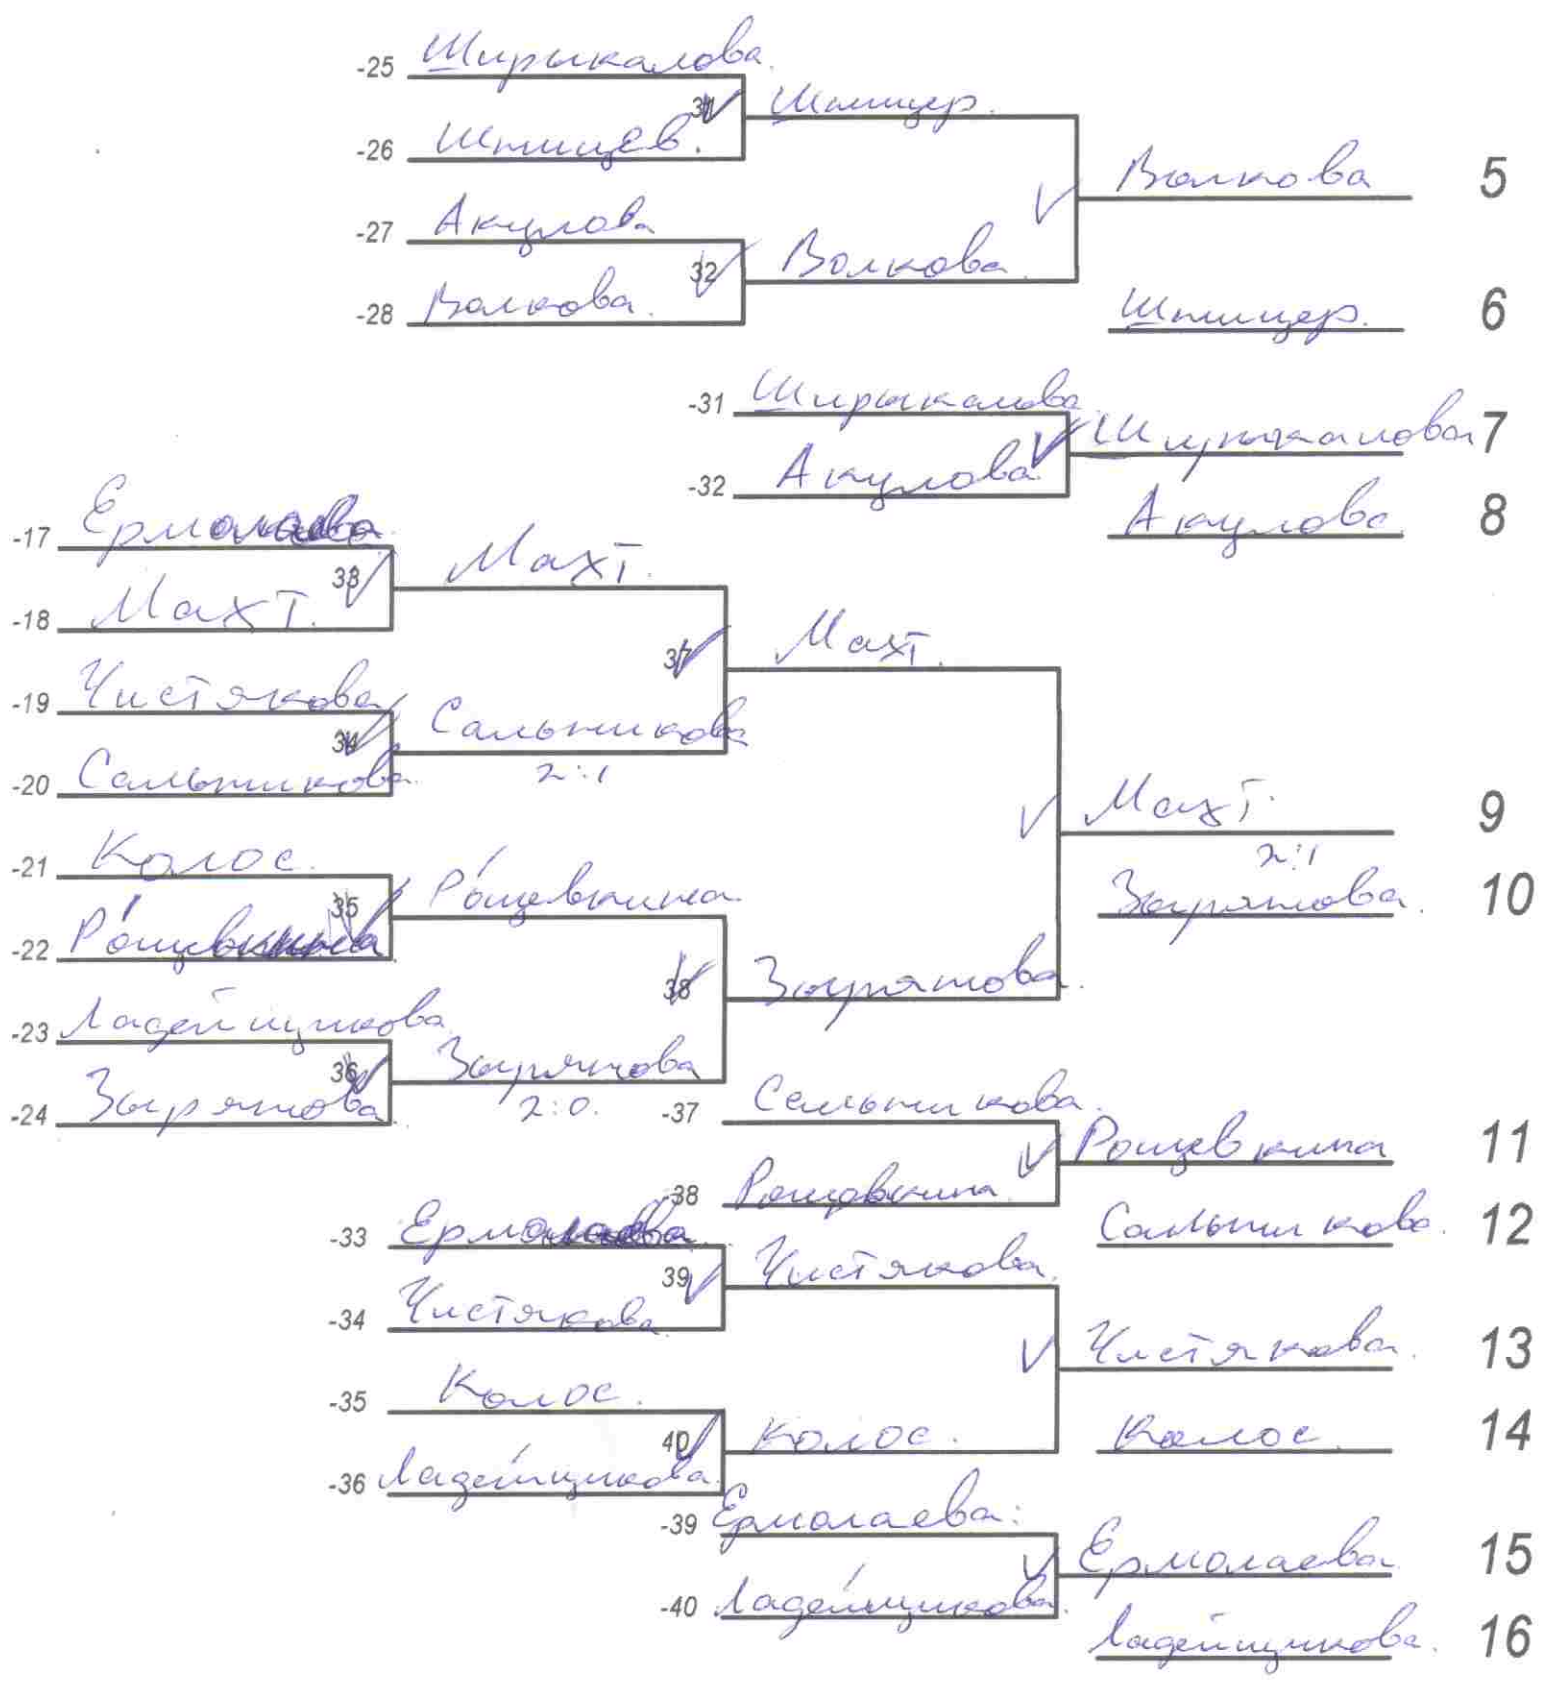 -25 Ширыкалова.
31 Шпицер.
-26 Шпицев.
Волкова 5
-27 Акулова
32 Волкова.
-28 Волкова.
Шпицер. 6
-31 Ширыкалова
Ширыкалова 7
-32 Акулова
Акулова 8
-17 Ермолаева.
33 Махт.
-18 Махт.
37 Махт.
-19 Чистякова
34 Сальникова
2:1
-20 Сальникова.
Махт. 9
2:1
-21 Колос.
Зырянова. 10
35 Рощевкина.
-22 Рощевкина
38 Зырянова.
-23 Ладейщикова
36 Зырянова
2:0.
-24 Зырянова.
-37 Сальникова.
Рощевкина 11
-38 Рощевкина.
Сальникова. 12
-33 Ермолаева.
39 Чистякова.
-34 Чистякова
Чистякова. 13
-35 Колос.
40 Колос.
Колос. 14
-36 Ладейщикова.
-39 Ермолаева.
Ермолаева. 15
-40 Ладейщикова.
Ладейщикова. 16